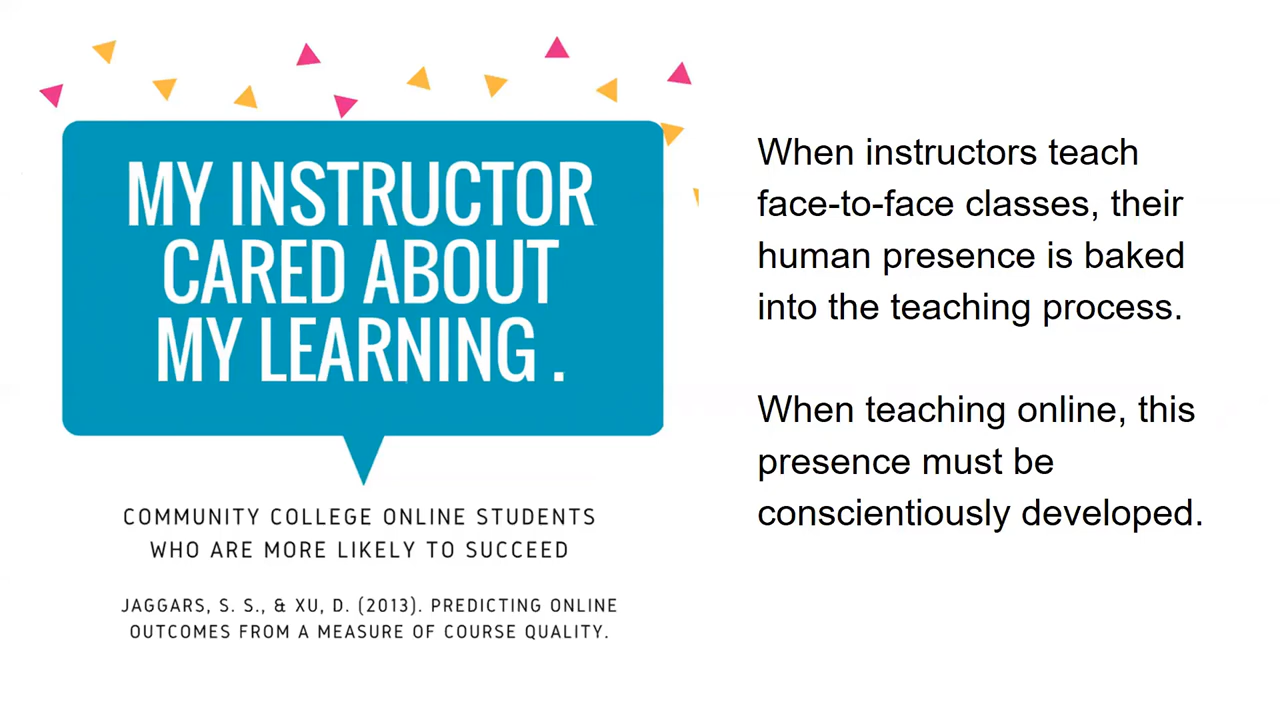 MY INSTRUCTOR
CARED ABOUT
MY LEARNING .
COMMUNITY COLLEGE ONLINE STUDENTS
WHO ARE MORE LIKELY TO SUCCEED
JAGGARS, S. S., & XU, D. (2013). PREDICTING ONLINE
OUTCOMES FROM A MEASURE OF COURSE QUALITY.
When instructors teach
face-to-face classes, their
human presence is baked
into the teaching process.
When teaching online, this
presence must be
conscientiously developed.